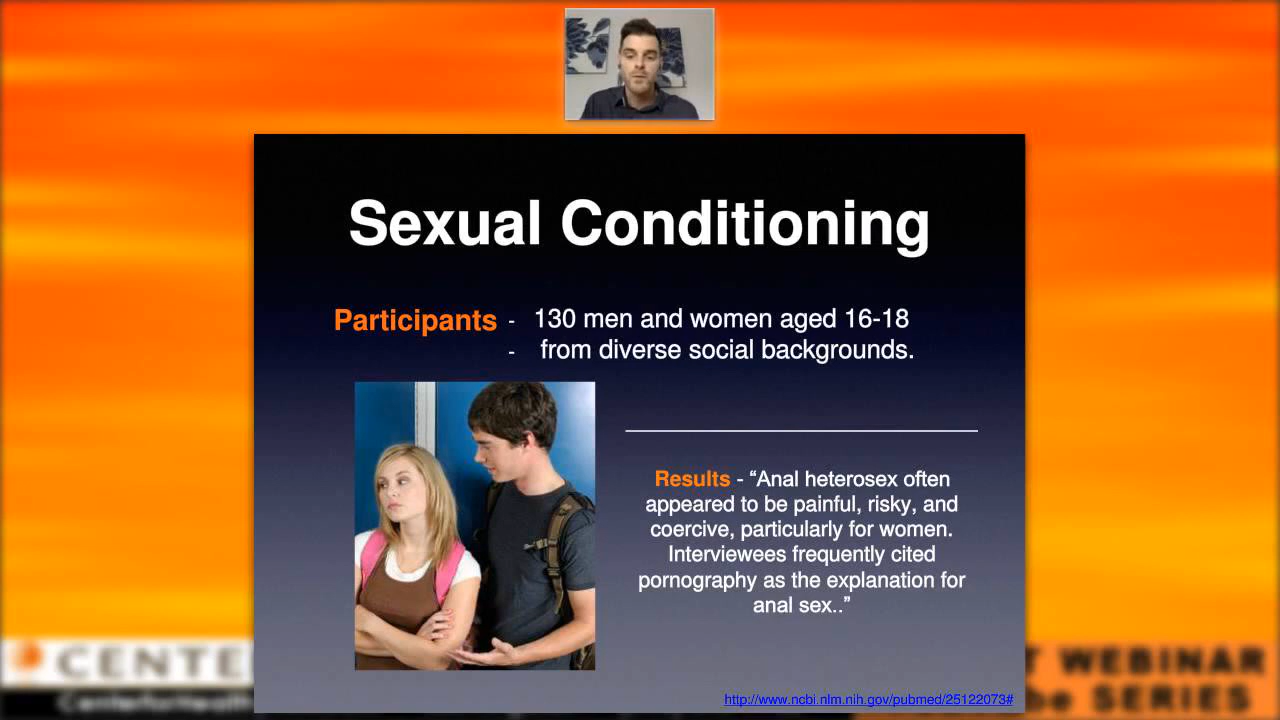 Sexual Conditioning
Participants - 130 men and women aged 16-18
- from diverse social backgrounds.
Results - “Anal heterosex often
appeared to be painful, risky, and
coercive, particularly for women.
Interviewees frequently cited
pornography as the explanation for
anal sex..”
http://www.ncbi.nlm.nih.gov/pubmed/25122073#
CENTE
T WEBINAR
CenterforHealth
be SERIES